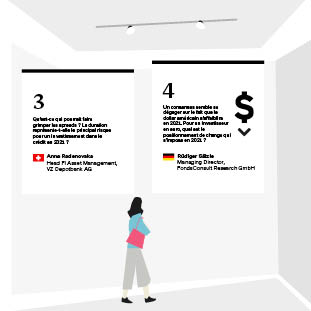 3
Qu'est-ce qui pourrait faire
grimper les spreads ? La duration
représente-t-elle le principal risque
pour un investissement dans le
crédit en 2021 ?
Anna Radenovska
Head FI Asset Management,
VZ Depotbank AG
4
Un consensus semble se
dégager sur le fait que le
dollar américain s'affaiblira
en 2021. Pour un investisseur
en euro, quel est le
positionnement de change qui
s'impose en 2021 ?
$
Rüdiger Sälzle
Managing Director,
FondsConsult Research GmbH